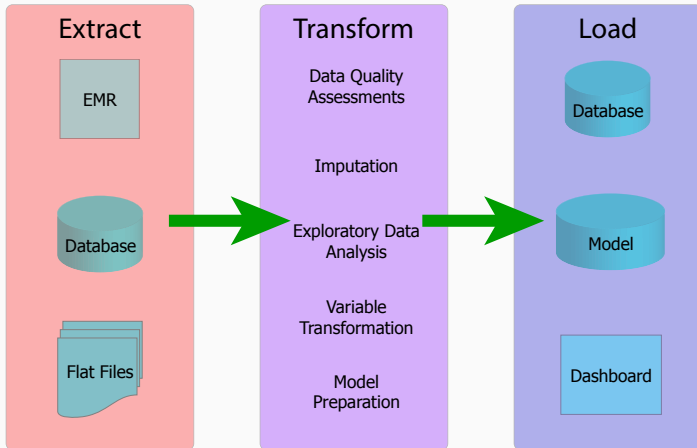 Extract
EMR
Database
Flat Files
Transform
Data Quality
Assessments
Imputation
Exploratory Data
Analysis
Variable
Transformation
Model
Preparation
Load
Database
Model
Dashboard